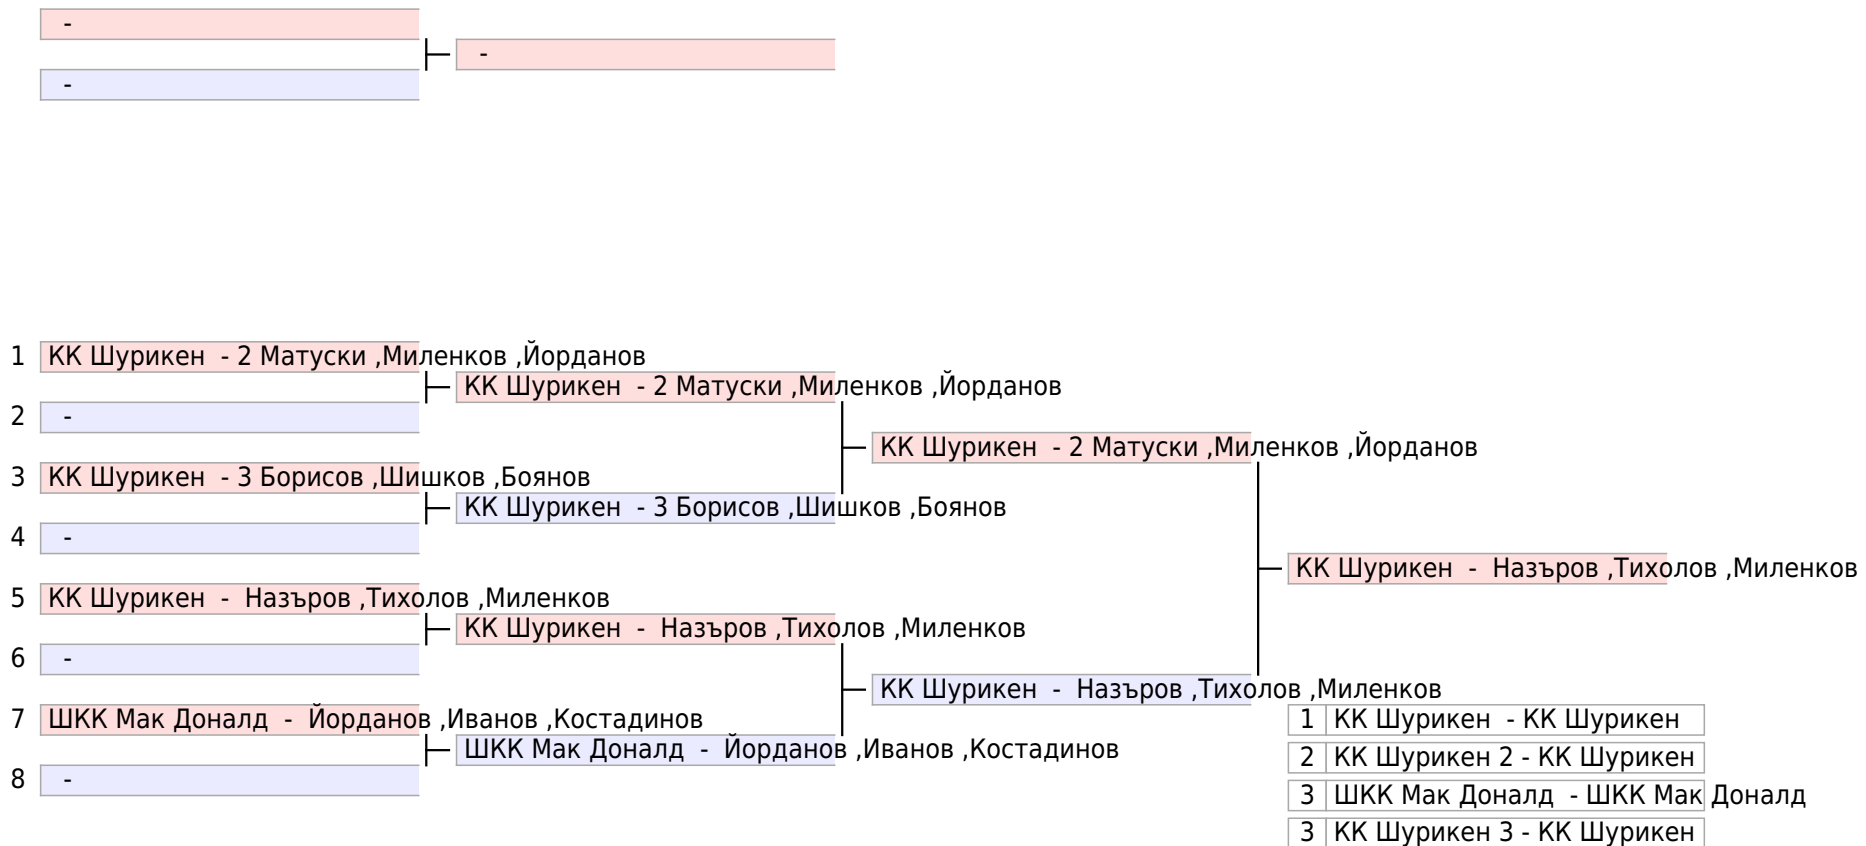 -
-
-
1 КК Шурикен - 2 Матуски ,Миленков ,Йорданов
КК Шурикен - 2 Матуски ,Миленков ,Йорданов
2 -
КК Шурикен - 2 Матуски ,Миленков ,Йорданов
3 КК Шурикен - 3 Борисов ,Шишков ,Боянов
КК Шурикен - 3 Борисов ,Шишков ,Боянов
4 -
КК Шурикен - Назъров ,Тихолов ,Миленков
5 КК Шурикен - Назъров ,Тихолов ,Миленков
КК Шурикен - Назъров ,Тихолов ,Миленков
6 -
КК Шурикен - Назъров ,Тихолов ,Миленков
7 ШКК Мак Доналд - Йорданов ,Иванов ,Костадинов
ШКК Мак Доналд - Йорданов ,Иванов ,Костадинов
8 -
1 КК Шурикен - КК Шурикен
2 КК Шурикен 2 - КК Шурикен
3 ШКК Мак Доналд - ШКК Мак Доналд
3 КК Шурикен 3 - КК Шурикен